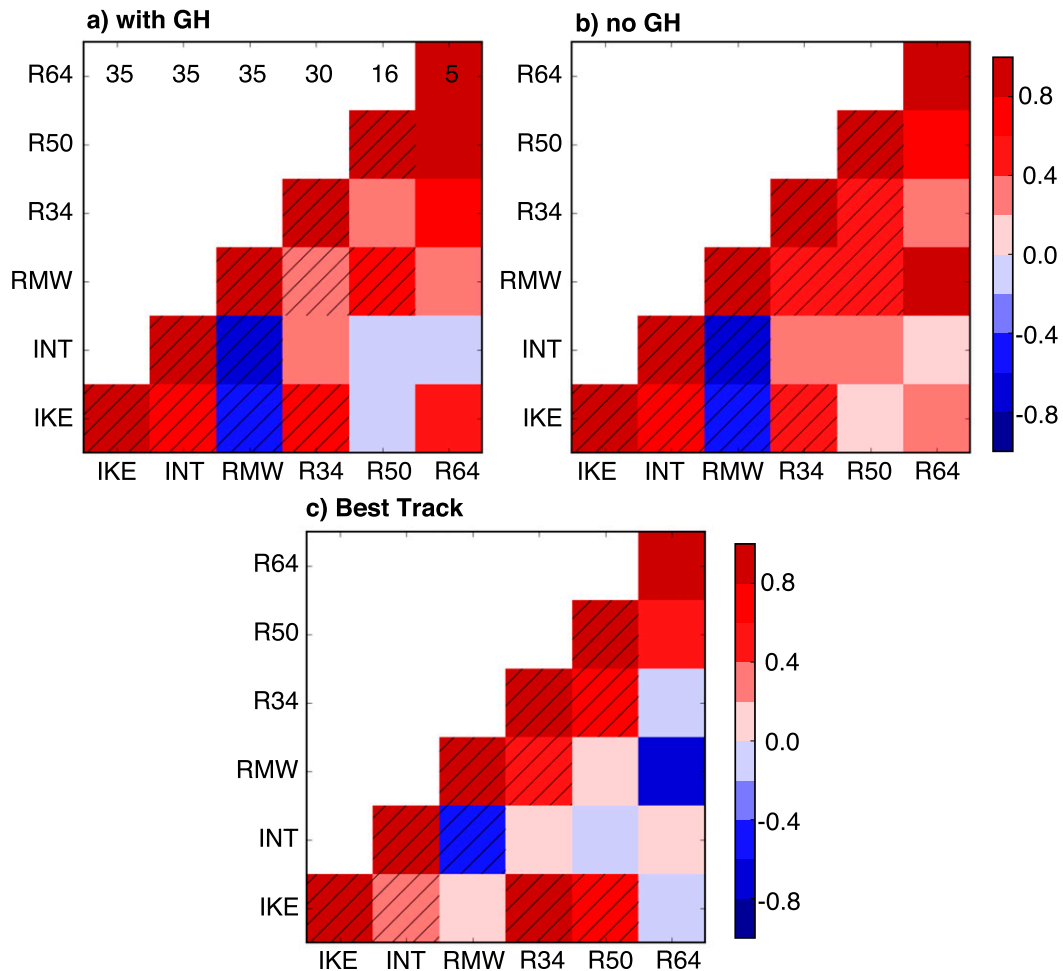 a) with GH
R64 35 35 35 30 16 5
R50
R34
RMW
INT
IKE
IKE INT RMW R34 R50 R64
b) no GH
R64
R50
R34
RMW
INT
IKE
IKE INT RMW R34 R50 R64
0.8
0.4
0.0
-0.4
-0.8
c) Best Track
R64
R50
R34
RMW
INT
IKE
IKE INT RMW R34 R50 R64
0.8
0.4
0.0
-0.4
-0.8